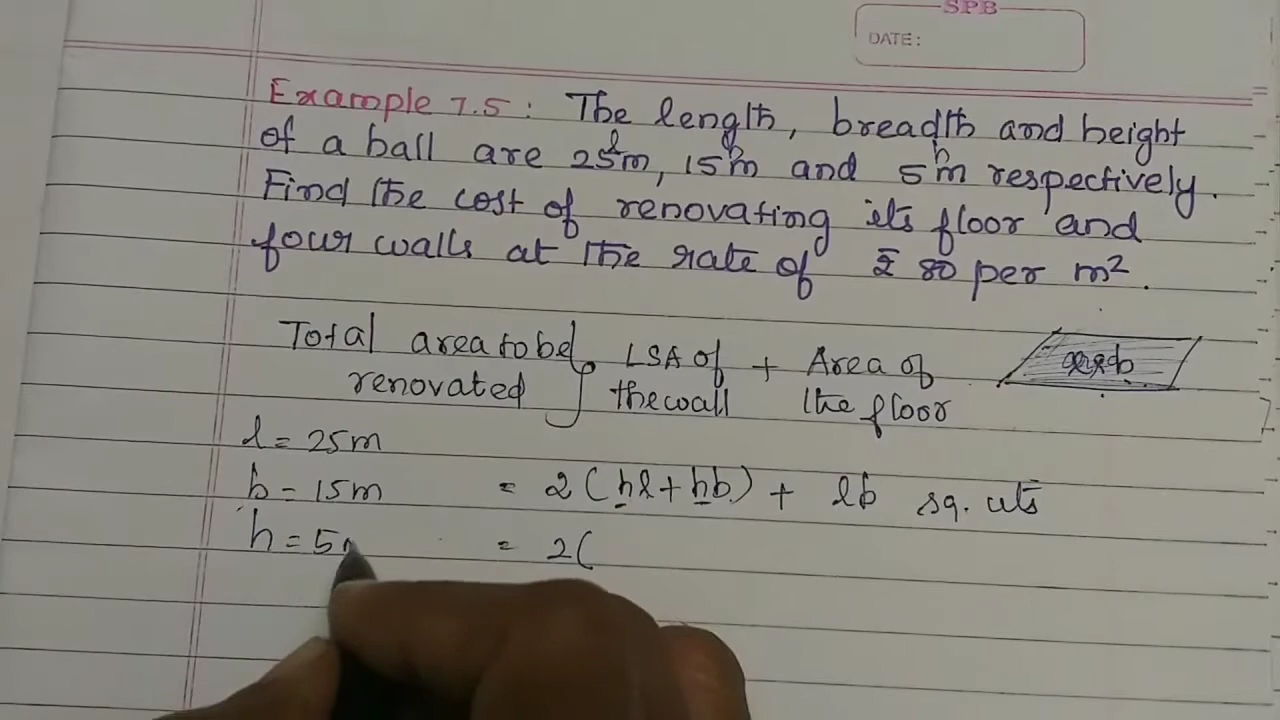 SPB
DATE:
Example 7.5: The length, breadth and height
of a ball are 25m, 15m and 5m respectively.
l h h
Find the cost of renovating its floor and
four walls at the rate of ₹ 80 per m².
Total area to be LSA of + Area of
renovated the wall the floor
l = 25m
b = 15m = 2(hl+hb) + lb sq. uts
h = 5m = 2(